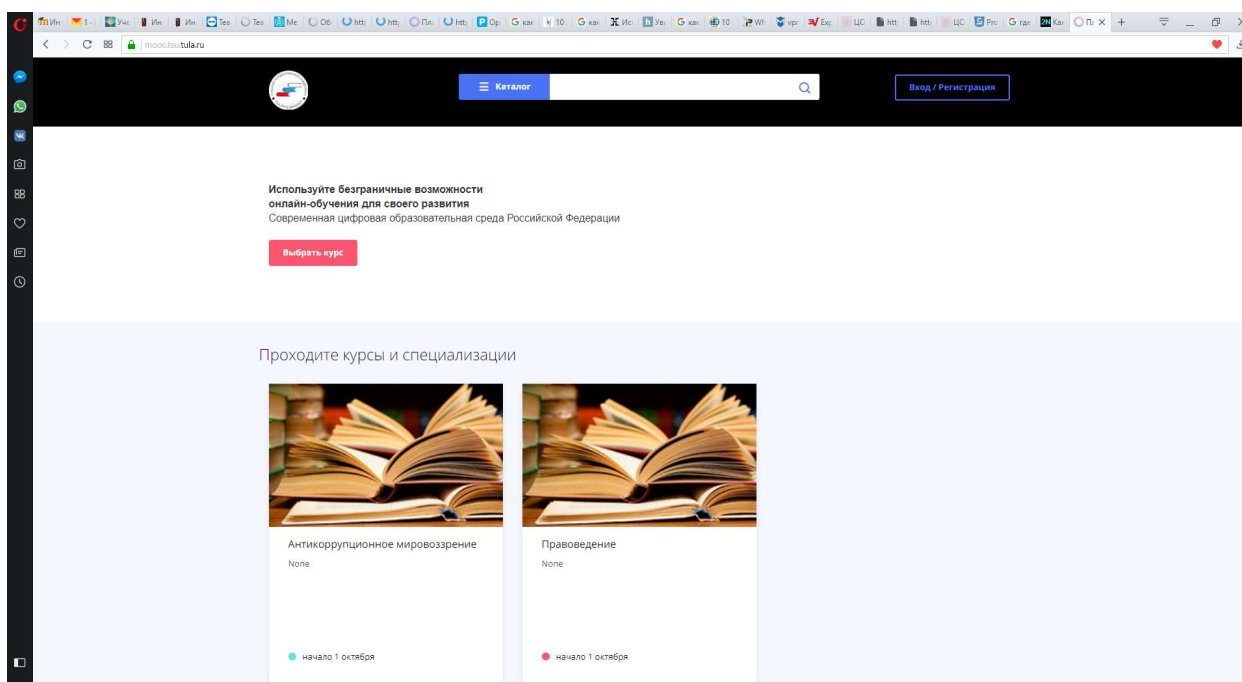 mooc.tsu.tula.ru
Каталог
Вход / Регистрация
Используйте безграничные возможности
онлайн-обучения для своего развития
Современная цифровая образовательная среда Российской Федерации
Выбрать курс
Проходите курсы и специализации
Антикоррупционное мировоззрение
Правоведение
None
None
начало 1 октября
начало 1 октября